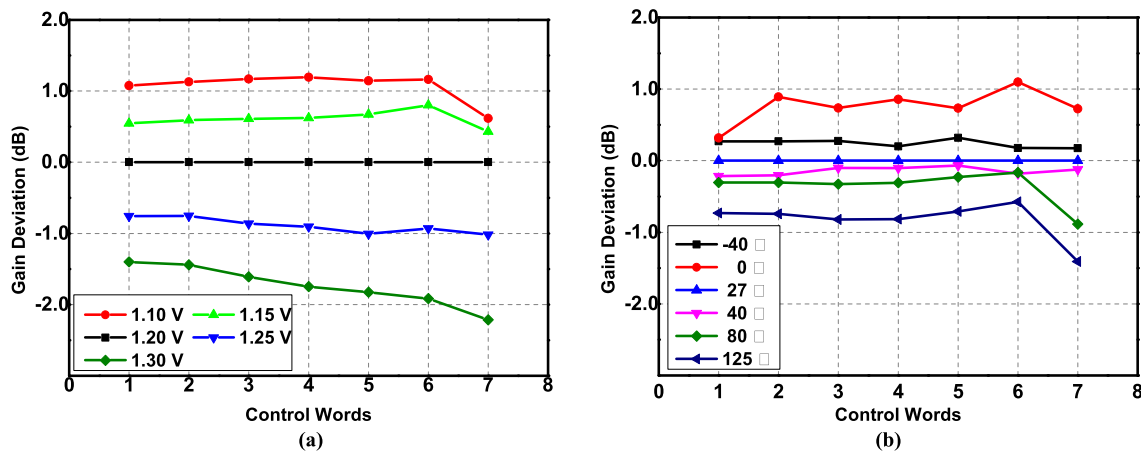 2.0
1.0
0.0
-1.0
-2.0
Gain Deviation (dB)
1.10 V 1.15 V
1.20 V 1.25 V
1.30 V
0 1 2 3 4 5 6 7 8
Control Words
(a)
2.0
1.0
0.0
-1.0
-2.0
Gain Deviation (dB)
-40 □
0 □
27 □
40 □
80 □
125 □
0 1 2 3 4 5 6 7 8
Control Words
(b)